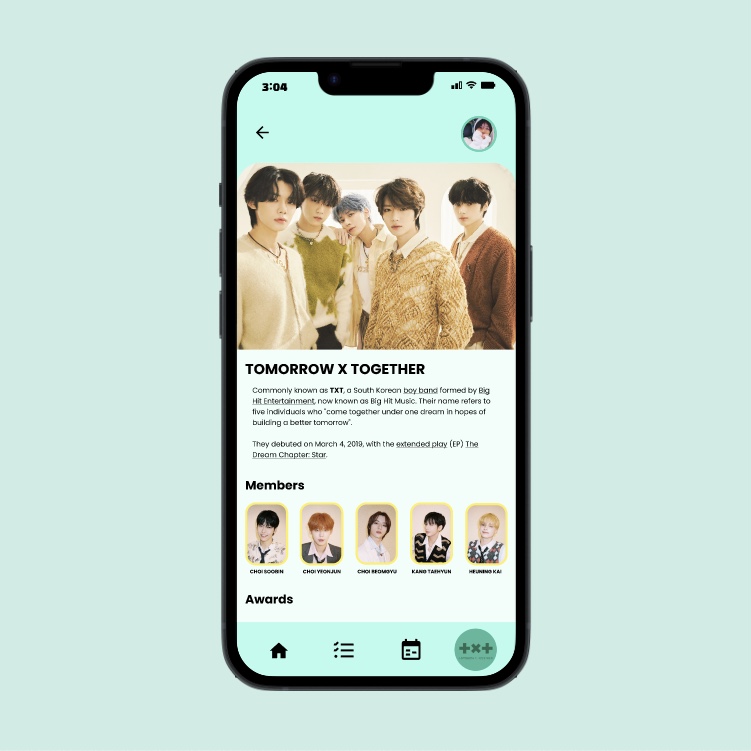 3:04
TOMORROW X TOGETHER
Commonly known as TXT, a South Korean boy band formed by Big
Hit Entertainment, now known as Big Hit Music. Their name refers to
five individuals who "come together under one dream in hopes of
building a better tomorrow".
They debuted on March 4, 2019, with the extended play (EP) The
Dream Chapter: Star.
Members
CHOI SOOBIN CHOI YEONJUN CHOI BEOMGYU KANG TAEHYUN HEUNING KAI
Awards